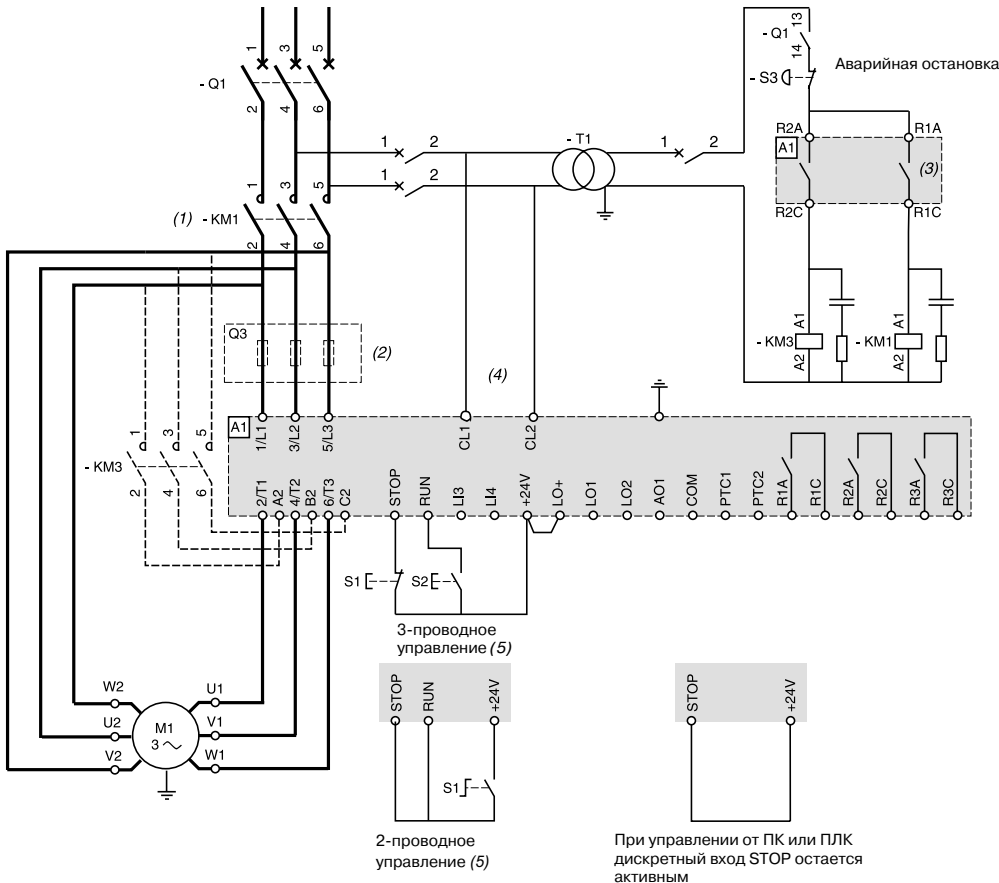 1 3 5
- Q1
2 4 6
13
- Q1
14
- S3
Аварийная остановка
1 2
- T1
1 2
1 2
R2A R1A
A1
(3)
R2C R1C
1 3 5
(1) - KM1
2 4 6
Q3
(2)
A1 A1
- KM3 - KM1
A2 A2
(4)
A1
1/L1 3/L2 5/L3 CL1 CL2
1 3 5
- KM3
2 4 6
2/T1 A2 4/T2 B2 6/T3 C2 STOP RUN LI3 LI4 +24V LO+ LO1 LO2 AO1 COM PTC1 PTC2 R1A R1C R2A R2C R3A R3C
S1 S2
3-проводное
управление (5)
STOP RUN +24V
S1
2-проводное
управление (5)
STOP +24V
При управлении от ПК или ПЛК
дискретный вход STOP остается
активным
W2 U1
U2 M1 V1
3 ~
V2 W1